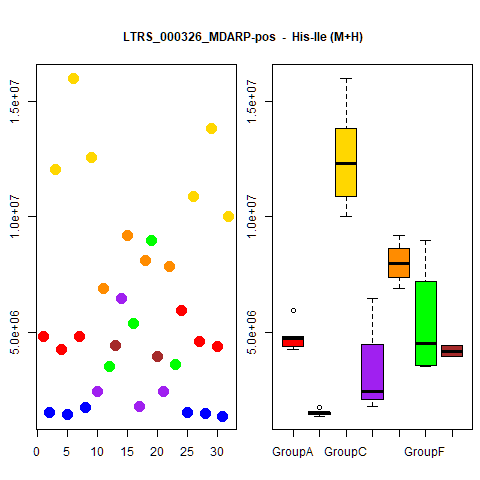 LTRS_000326_MDARP-pos - His-Ile (M+H)
1.5e+07
1.0e+07
5.0e+06
0 5 10 15 20 25 30
1.5e+07
1.0e+07
5.0e+06
GroupA GroupC GroupF